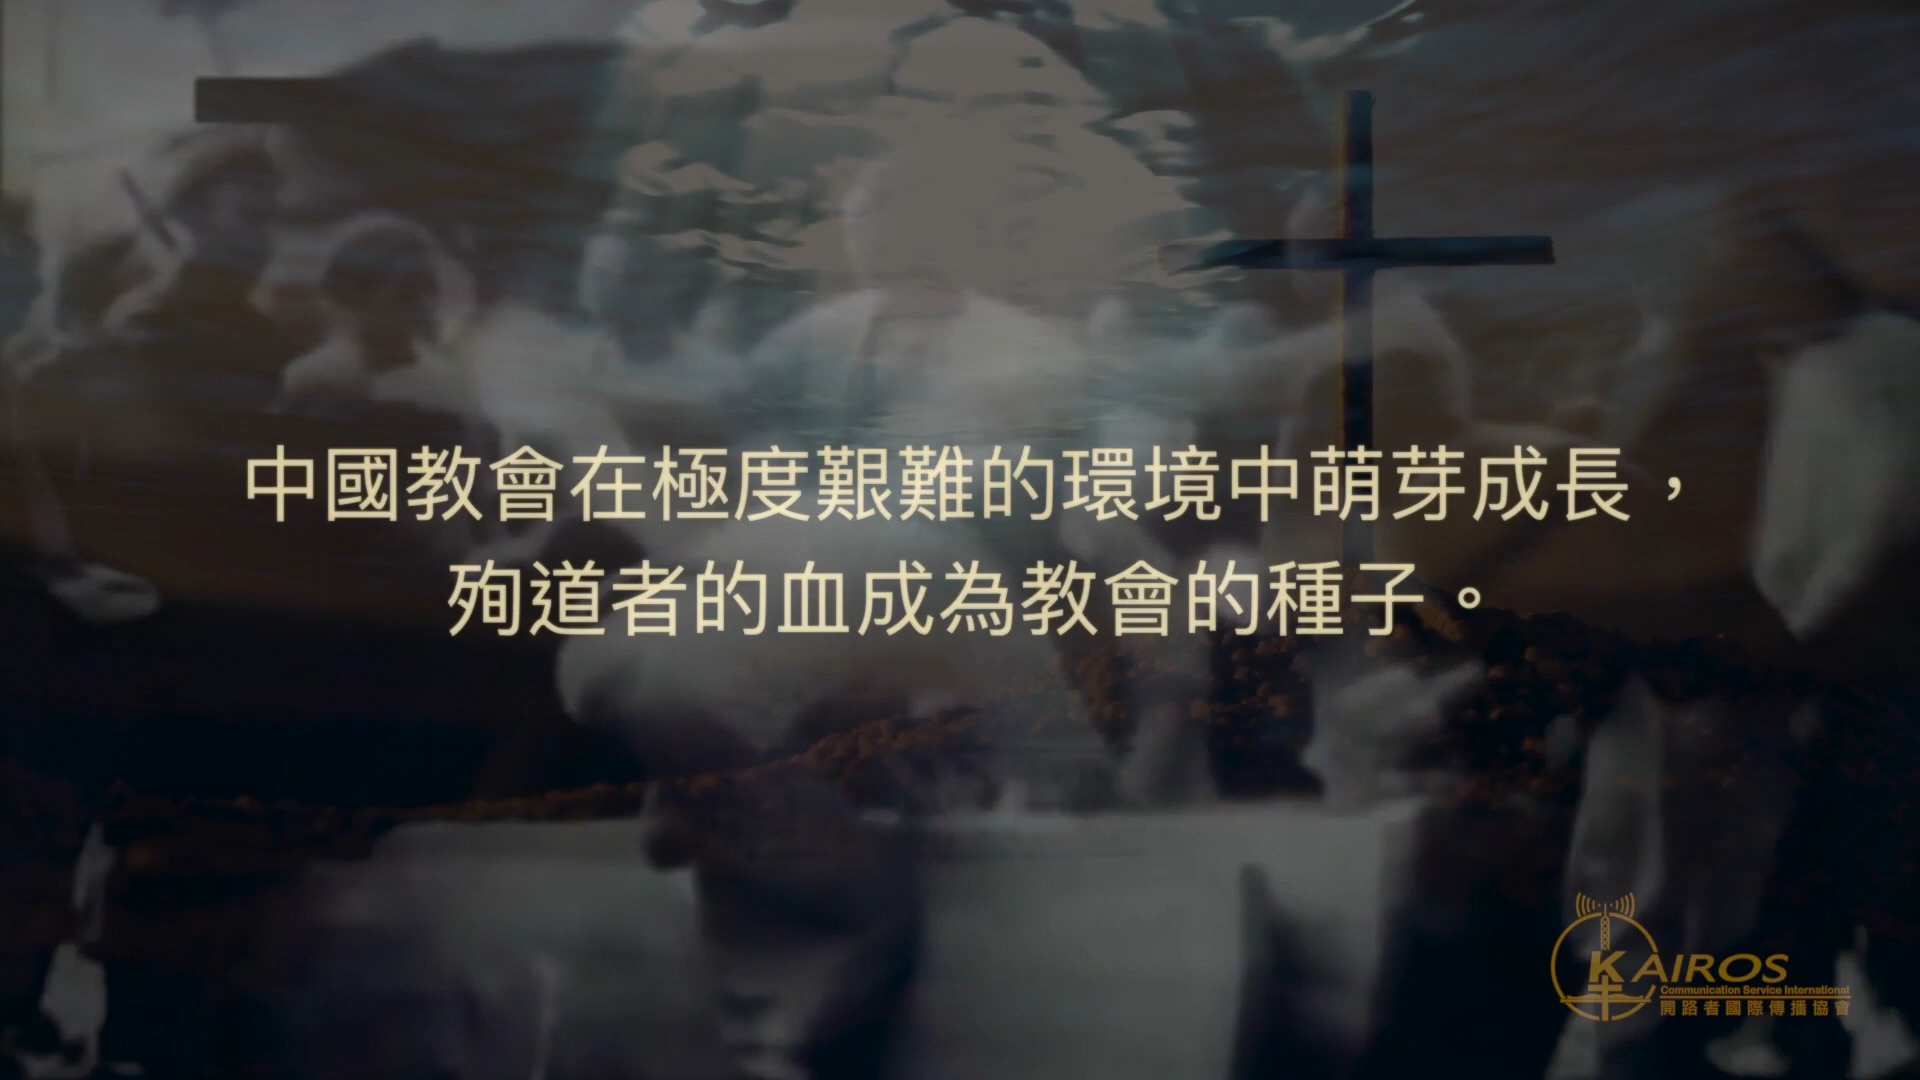 中國教會在極度艱難的環境中萌芽成長，
殉道者的血成為教會的種子。
KAIROS
Communication Service International
開路者國際傳播協會